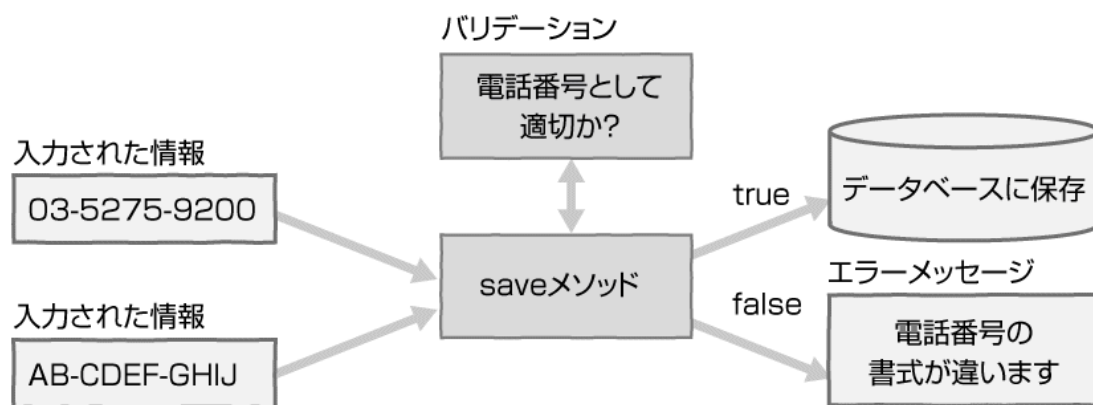 バリデーション
電話番号として
適切か?
入力された情報
03-5275-9200
saveメソッド
true
データベースに保存
入力された情報
AB-CDEF-GHIJ
false
エラーメッセージ
電話番号の
書式が違います